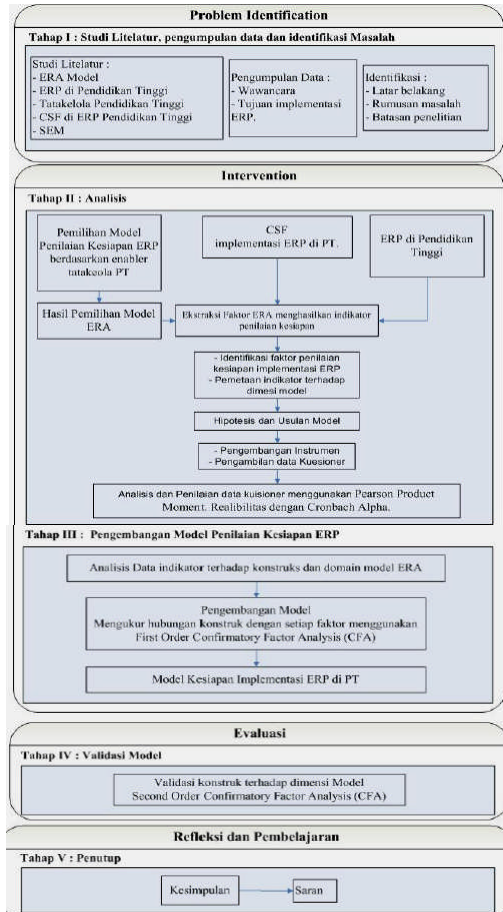 Problem Identification
Tahap I : Studi Litelatur, pengumpulan data dan identifikasi Masalah
Studi Litelatur :
- ERA Model
- ERP di Pendidikan Tinggi
- Tatakelola Pendidikan Tinggi
- CSF di ERP Pendidikan Tinggi
- SEM
Pengumpulan Data :
- Wawancara
- Tujuan implementasi
ERP.
Identifikasi :
- Latar belakang
- Rumusan masalah
- Batasan penelitian
Intervention
Tahap II : Analisis
Pemilihan Model
Penilaian Kesiapan ERP
berdasarkan enabler
tatakeola PT
CSF
implementasi ERP di PT.
ERP di Pendidikan
Tinggi
Hasil Pemilihan Model
ERA
Ekstraksi Faktor ERA menghasilkan indikator
penilaian kesiapan
- Identifikasi faktor penilaian
kesiapan implementasi ERP
- Pemetaan indikator terhadap
dimesi model
Hipotesis dan Usulan Model
- Pengembangan Instrumen
- Pengambilan data Kuesioner
Analisis dan Penilaian data kuisioner menggunakan Pearson Product
Moment. Realibilitas dengan Cronbach Alpha.
Tahap III : Pengembangan Model Penilaian Kesiapan ERP
Analisis Data indikator terhadap konstruks dan domain model ERA
Pengembangan Model
Mengukur hubungan konstruk dengan setiap faktor menggunakan
First Order Confirmatory Factor Analysis (CFA)
Model Kesiapan Implementasi ERP di PT
Evaluasi
Tahap IV : Validasi Model
Validasi konstruk terhadap dimensi Model
Second Order Confirmatory Factor Analysis (CFA)
Refleksi dan Pembelajaran
Tahap V : Penutup
Kesimpulan
Saran